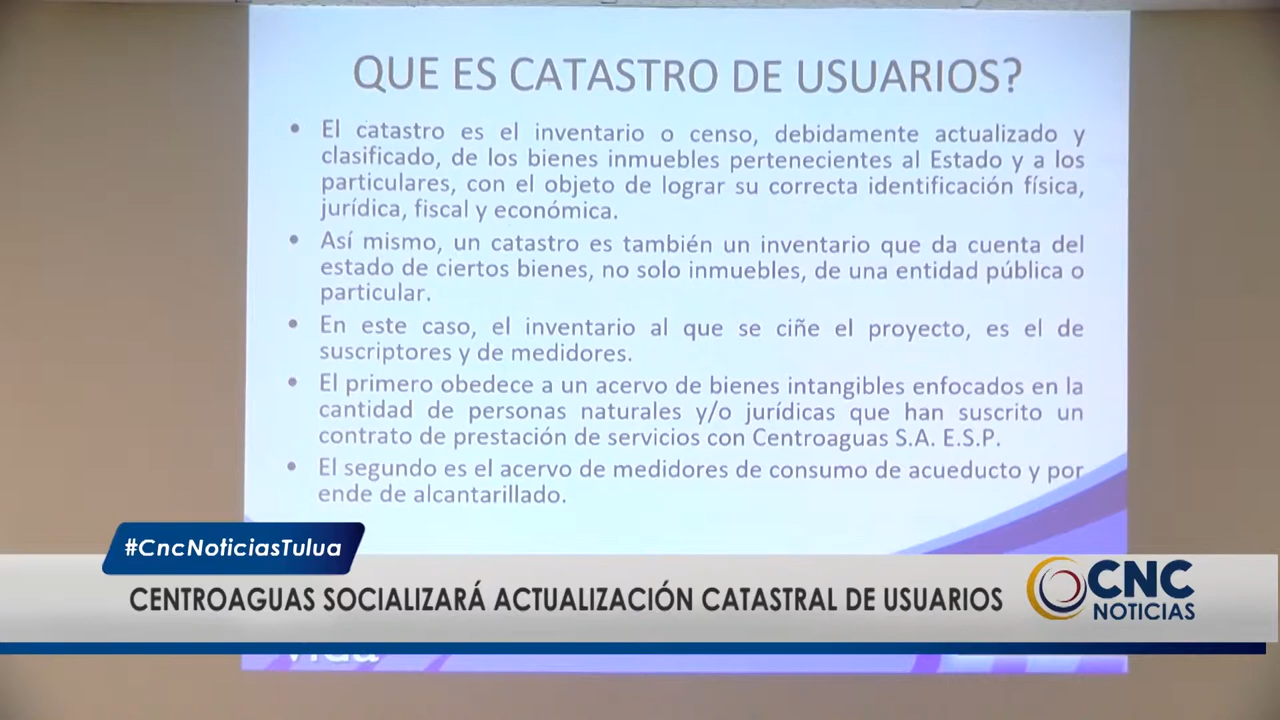 QUE ES CATASTRO DE USUARIOS?
• El catastro es el inventario o censo, debidamente actualizado y
clasificado, de los bienes inmuebles pertenecientes al Estado y a los
particulares, con el objeto de lograr su correcta identificación física,
jurídica, fiscal y económica.
• Así mismo, un catastro es también un inventario que da cuenta del
estado de ciertos bienes, no solo inmuebles, de una entidad pública o
particular.
• En este caso, el inventario al que se ciñe el proyecto, es el de
suscriptores y de medidores.
• El primero obedece a un acervo de bienes intangibles enfocados en la
cantidad de personas naturales y/o jurídicas que han suscrito un
contrato de prestación de servicios con Centroaguas S.A. E.S.P.
• El segundo es el acervo de medidores de consumo de acueducto y por
ende de alcantarillado.
#CncNoticiasTulua
CENTROAGUAS SOCIALIZARÁ ACTUALIZACIÓN CATASTRAL DE USUARIOS
CNC
NOTICIAS